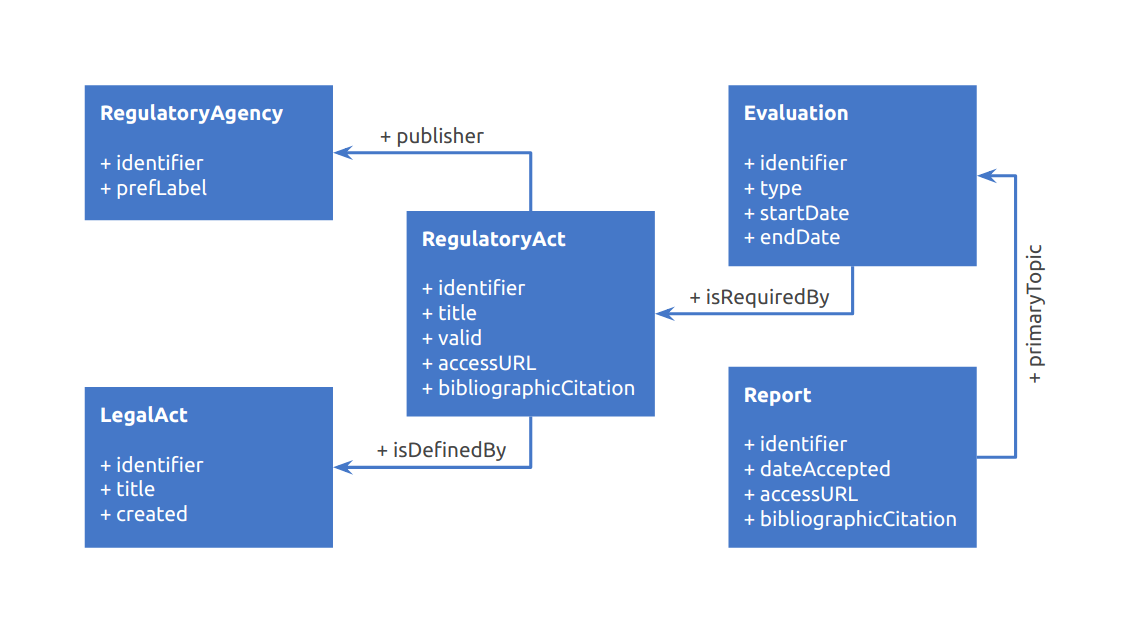 RegulatoryAgency
+ identifier
+ prefLabel
+ publisher
RegulatoryAct
+ identifier
+ title
+ valid
+ accessURL
+ bibliographicCitation
LegalAct
+ identifier
+ title
+ created
+ isDefinedBy
Evaluation
+ identifier
+ type
+ startDate
+ endDate
+ isRequiredBy
Report
+ identifier
+ dateAccepted
+ accessURL
+ bibliographicCitation
+ primaryTopic